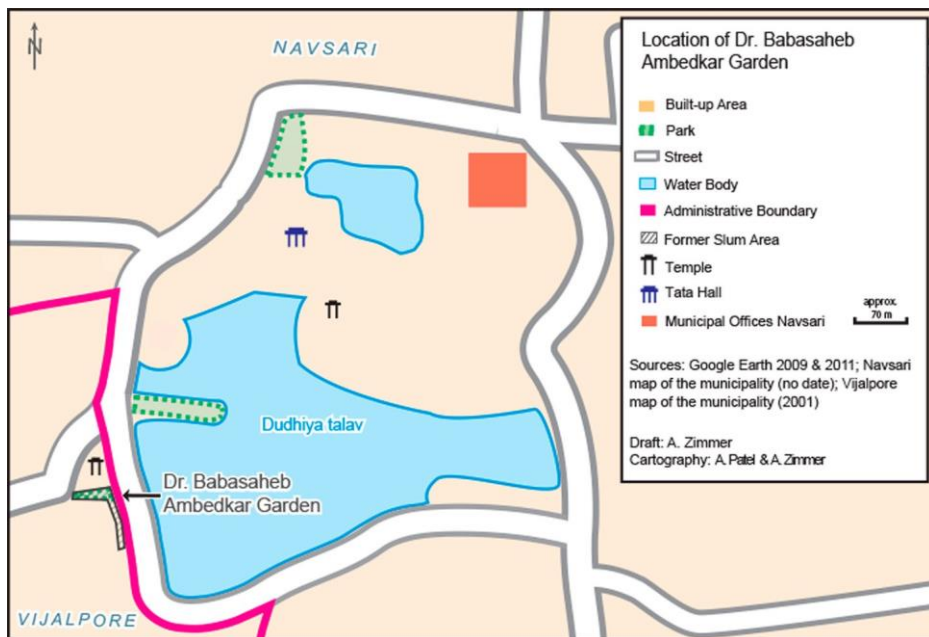 N
NAVSARI
Dudhiya talav
Dr. Babasaheb
Ambedkar Garden
VIJALPORE
Location of Dr. Babasaheb
Ambedkar Garden
Built-up Area
Park
Street
Water Body
Administrative Boundary
Former Slum Area
Temple
Tata Hall
Municipal Offices Navsari
approx.
70 m
Sources: Google Earth 2009 & 2011; Navsari
map of the municipality (no date); Vijalpore
map of the municipality (2001)
Draft: A. Zimmer
Cartography: A. Patel & A. Zimmer